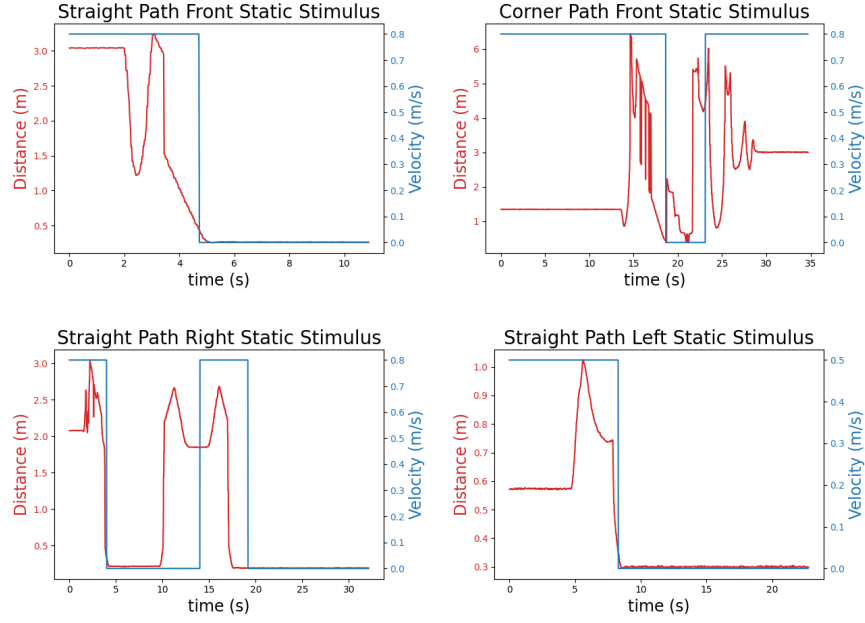 Straight Path Front Static Stimulus
Distance (m)
3.0
2.5
2.0
1.5
1.0
0.5
0.8
0.7
0.6
0.5
0.4
0.3
0.2
0.1
0.0
Velocity (m/s)
0 2 4 6 8 10
time (s)
Corner Path Front Static Stimulus
Distance (m)
6
5
4
3
2
1
0.8
0.7
0.6
0.5
0.4
0.3
0.2
0.1
0.0
Velocity (m/s)
0 5 10 15 20 25 30 35
time (s)
Straight Path Right Static Stimulus
Distance (m)
3.0
2.5
2.0
1.5
1.0
0.5
0.8
0.7
0.6
0.5
0.4
0.3
0.2
0.1
0.0
Velocity (m/s)
0 5 10 15 20 25 30
time (s)
Straight Path Left Static Stimulus
Distance (m)
1.0
0.9
0.8
0.7
0.6
0.5
0.4
0.3
0.5
0.4
0.3
0.2
0.1
0.0
Velocity (m/s)
0 5 10 15 20
time (s)